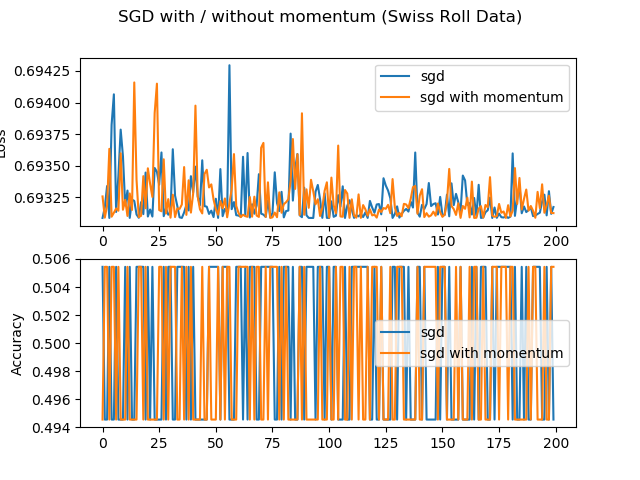 SGD with / without momentum (Swiss Roll Data)
0.69425
0.69400
0.69375
0.69350
0.69325
Loss
sgd
sgd with momentum
0 25 50 75 100 125 150 175 200
0.506
0.504
0.502
0.500
0.498
0.496
0.494
Accuracy
sgd
sgd with momentum
0 25 50 75 100 125 150 175 200